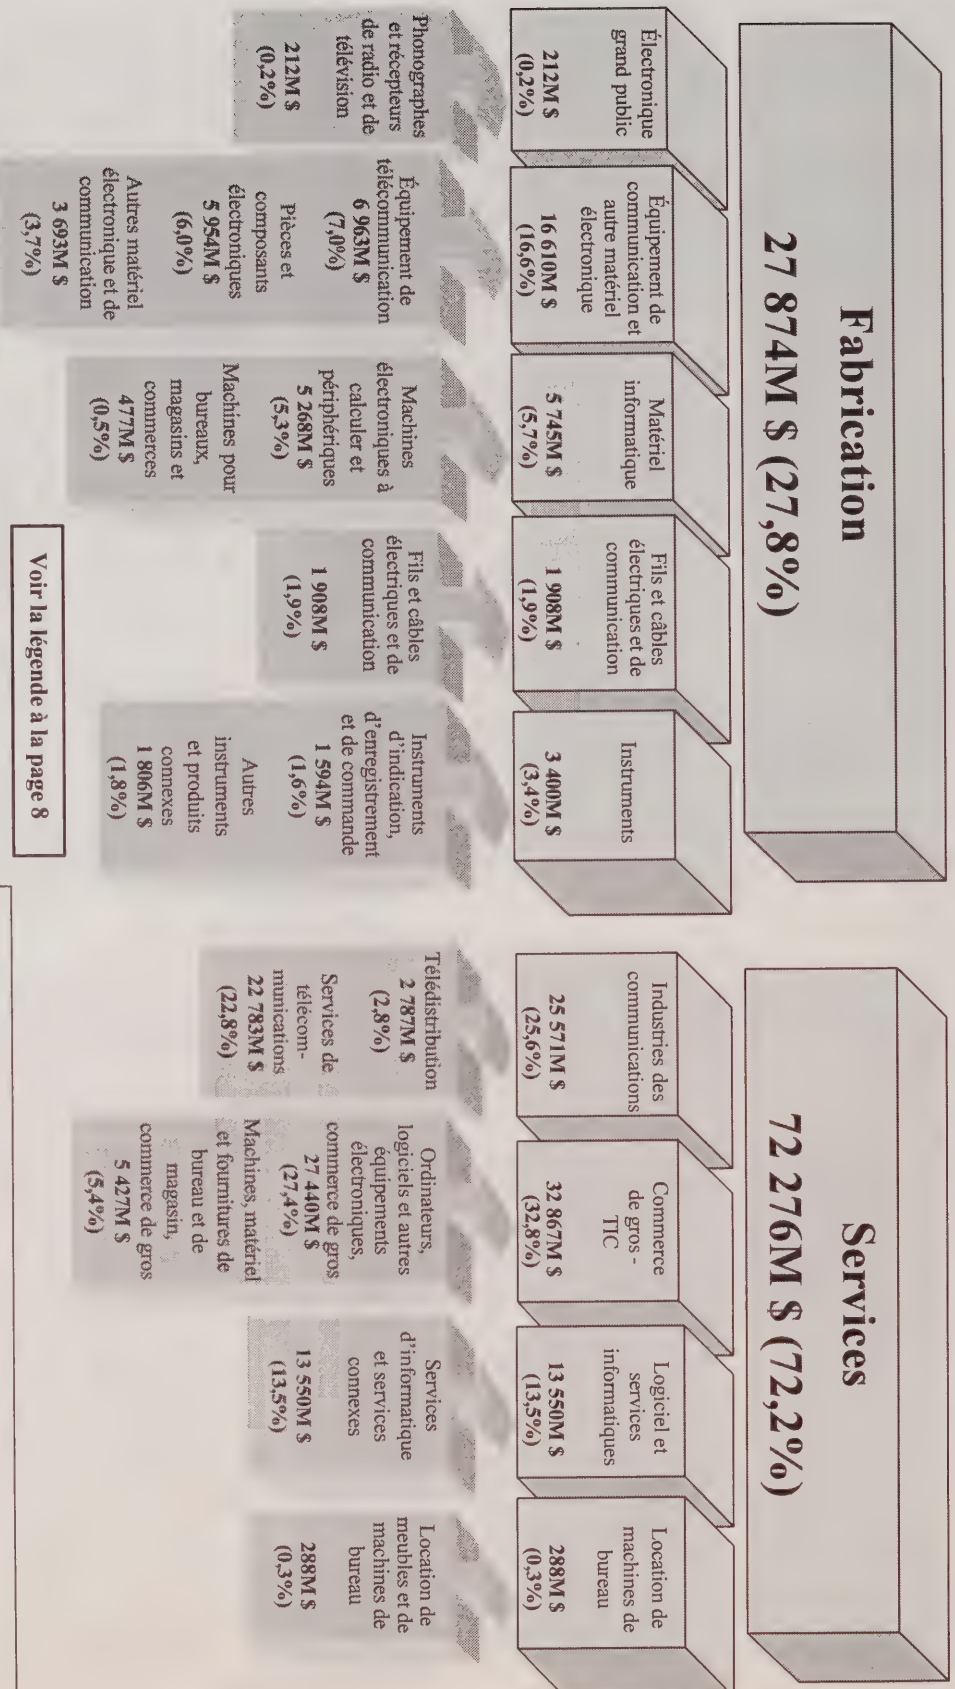 Fabrication
27 874M $ (27,8%)
Services
72 276M $ (72,2%)
Électronique
grand public
212M $
(0,2%)
Équipement de
communication et
autre matériel
électronique
16 610M $
(16,6%)
Matériel
informatique
5 745M $
(5,7%)
Fils et câbles
électriques et de
communication
1 908M $
(1,9%)
Instruments
3 400M $
(3,4%)
Industries des
communications
25 571M $
(25,6%)
Commerce
de gros -
TIC
32 867M $
(32,8%)
Logiciel et
services
informatiques
13 550M $
(13,5%)
Location de
machines de
bureau
288M $
(0,3%)
Phonographes
et récepteurs
de radio et de
télévision
212M $
(0,2%)
Équipement de
télécommunication
6 963M $
(7,0%)
Pièces et
composants
électroniques
5 954M $
(6,0%)
Autres matériel
électronique et de
communication
3 693M $
(3,7%)
Machines
électroniques à
calculer et
périphériques
5 268M $
(5,3%)
Machines pour
bureaux,
magasins et
commerces
477M $
(0,5%)
Fils et câbles
électriques et de
communication
1 908M $
(1,9%)
Instruments
d'indication,
d'enregistrement
et de commande
1 594M $
(1,6%)
Autres
instruments
et produits
connexes
1 806M $
(1,8%)
Télédistribution
2 787M $
(2,8%)
Services de
télécom-
munications
22 783M $
(22,8%)
Ordinateurs,
logiciels et autres
équipements
électroniques,
commerce de gros
27 440M $
(27,4%)
Machines, matériel
et fournitures de
bureau et de
magasin,
commerce de gros
5 427M $
(5,4%)
Services
d'informatique
et services
connexes
13 550M $
(13,5%)
Location de
meubles et de
machines de
bureau
288M $
(0,3%)
Voir la légende à la page 8